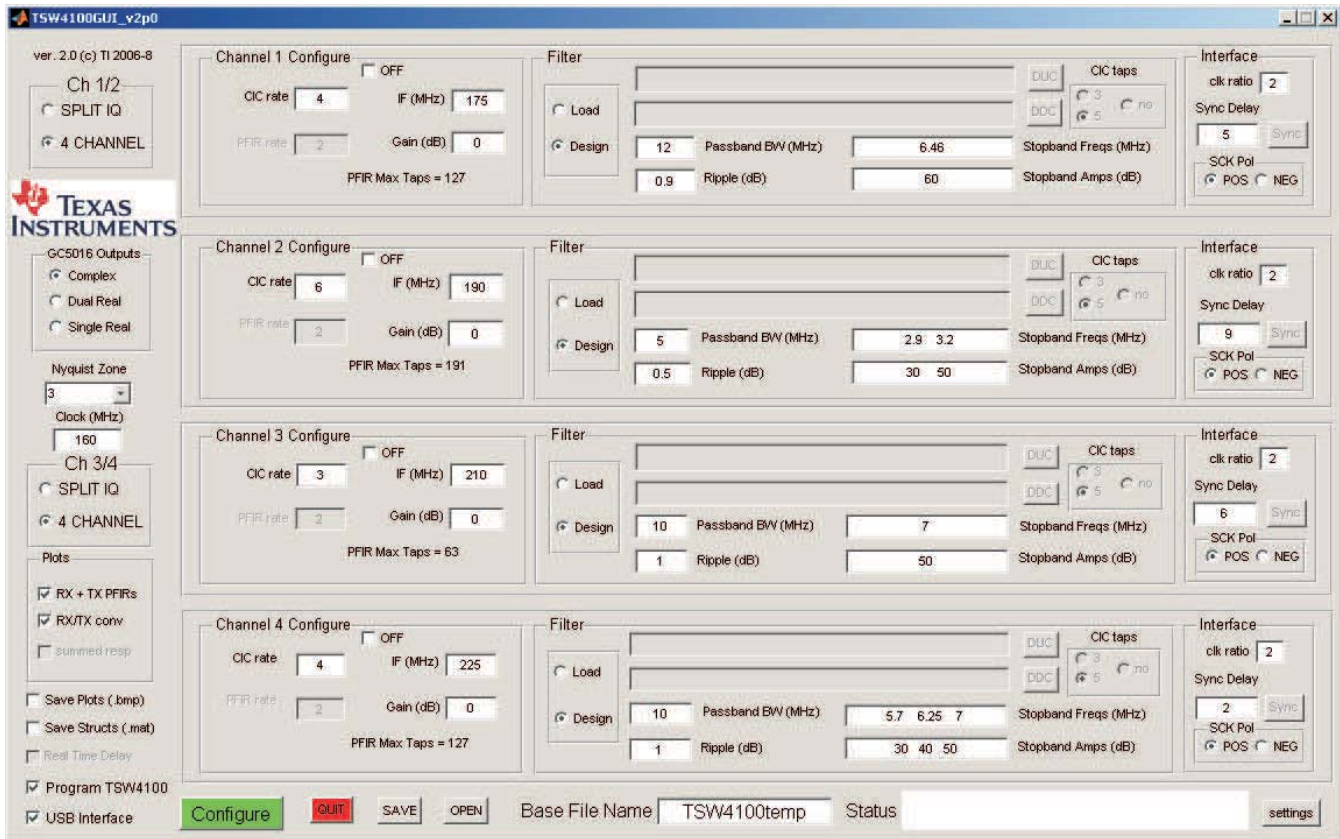 TSW4100GUI_v2p0
ver. 2.0 (c) TI 2006-8
Ch 1/2
SPLIT IQ
4 CHANNEL
TEXAS
INSTRUMENTS
GC5016 Outputs
Complex
Dual Real
Single Real
Nyquist Zone
3
Clock (MHz)
160
Ch 3/4
SPLIT IQ
4 CHANNEL
Plots
RX + TX PFIRs
RX/TX conv
summed resp
Save Plots (.bmp)
Save Structs (.mat)
Real Time Delay
Program TSW4100
USB Interface
Channel 1 Configure
OFF
CIC rate 4 IF (MHz) 175
PFIR rate 2 Gain (dB) 0
PFIR Max Taps = 127
Filter
Load
Design
DUC
DDC
CIC taps
3
5
no
12 Passband BW (MHz) 6.46 Stopband Freqs (MHz)
0.9 Ripple (dB) 60 Stopband Amps (dB)
Interface
clk ratio 2
Sync Delay
5 Sync
SCK Pol
POS NEG
Channel 2 Configure
OFF
CIC rate 6 IF (MHz) 190
PFIR rate 2 Gain (dB) 0
PFIR Max Taps = 191
Filter
Load
Design
DUC
DDC
CIC taps
3
5
no
5 Passband BW (MHz) 2.9 3.2 Stopband Freqs (MHz)
0.5 Ripple (dB) 30 50 Stopband Amps (dB)
Interface
clk ratio 2
Sync Delay
9 Sync
SCK Pol
POS NEG
Channel 3 Configure
OFF
CIC rate 3 IF (MHz) 210
PFIR rate 2 Gain (dB) 0
PFIR Max Taps = 63
Filter
Load
Design
DUC
DDC
CIC taps
3
5
no
10 Passband BW (MHz) 7 Stopband Freqs (MHz)
1 Ripple (dB) 50 Stopband Amps (dB)
Interface
clk ratio 2
Sync Delay
6 Sync
SCK Pol
POS NEG
Channel 4 Configure
OFF
CIC rate 4 IF (MHz) 225
PFIR rate 2 Gain (dB) 0
PFIR Max Taps = 127
Filter
Load
Design
DUC
DDC
CIC taps
3
5
no
10 Passband BW (MHz) 5.7 6.25 7 Stopband Freqs (MHz)
1 Ripple (dB) 30 40 50 Stopband Amps (dB)
Interface
clk ratio 2
Sync Delay
2 Sync
SCK Pol
POS NEG
Configure QUIT SAVE OPEN Base File Name TSW4100temp Status settings